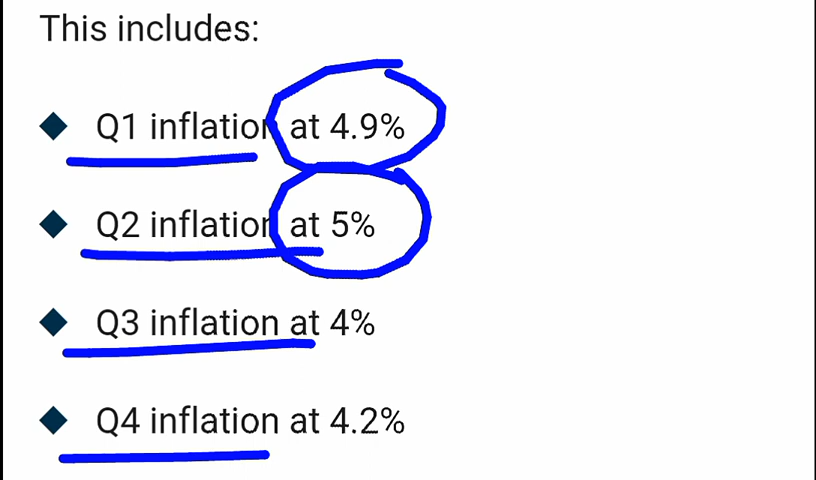 This includes:
Q1 inflation at 4.9%
Q2 inflation at 5%
Q3 inflation at 4%
Q4 inflation at 4.2%